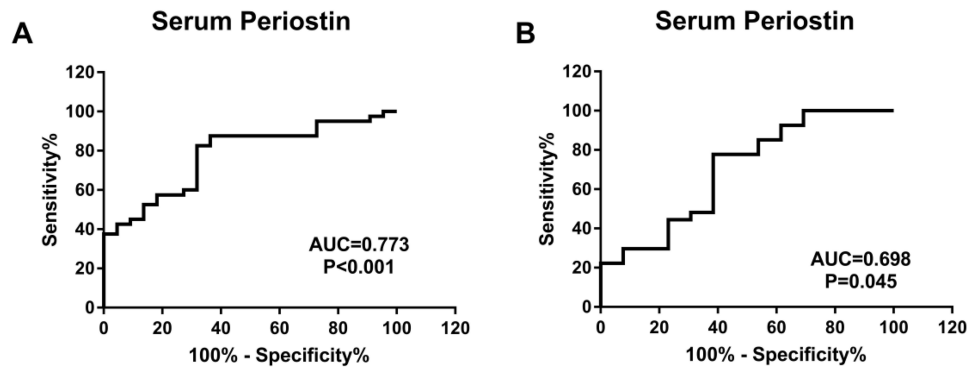 A
Serum Periostin
120
100
80
60
40
20
0
Sensitivity%
AUC=0.773
P<0.001
0 20 40 60 80 100 120
100% - Specificity%
B
Serum Periostin
120
100
80
60
40
20
0
Sensitivity%
AUC=0.698
P=0.045
0 20 40 60 80 100 120
100% - Specificity%